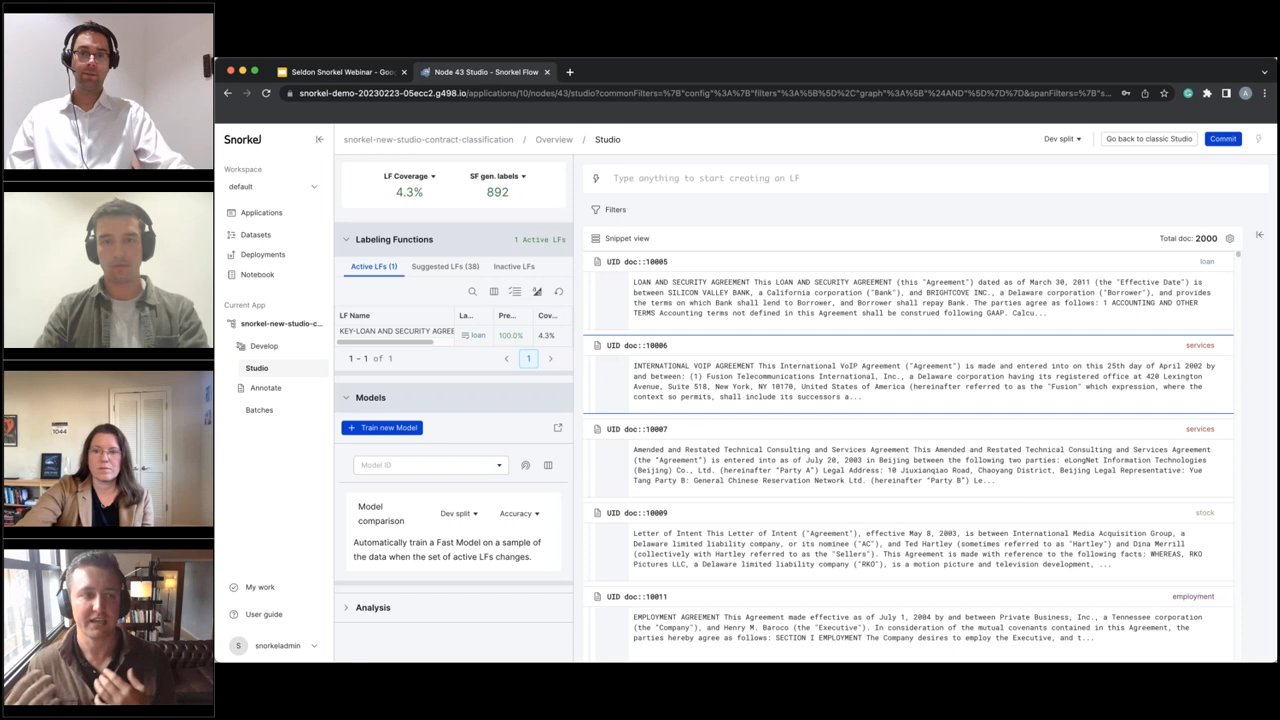 1044
Seldon Snorkel Webinar - Goo
Node 43 Studio - Snorkel Flow
snorkel-demo-20230223-05ecc2.g498.io/applications/10/nodes/43/studio?commonFilters=%7B"config"%3A%7B"filters"%3A%5B%5D%2C"graph"%3A%5B"%24AND"%5D%7D%7D&spanFilters=%7B"s...
A
Snorkel
Workspace
default
Applications
Datasets
Deployments
Notebook
Current App
snorkel-new-studio-c...
Develop
Studio
Annotate
Batches
My work
User guide
S snorkeladmin
snorkel-new-studio-contract-classification / Overview / Studio
Dev split
Go back to classic Studio
Commit
LF Coverage
4.3%
SF gen. labels
892
Labeling Functions
1 Active LFs
Active LFs (1)
Suggested LFs (38)
Inactive LFs
LF Name La... Pre... Cov...
KEY-LOAN AND SECURITY AGREE loan 100.0% 4.3%
1 - 1 of 1
1
Models
+ Train new Model
Model ID
Model comparison
Dev split
Accuracy
Automatically train a Fast Model on a sample of
the data when the set of active LFs changes.
Analysis
Type anything to start creating an LF
Filters
Snippet view
Total doc: 2000
UID doc::10005
loan
LOAN AND SECURITY AGREEMENT This LOAN AND SECURITY AGREEMENT (this "Agreement") dated as of March 30, 2011 (the "Effective Date") is
between SILICON VALLEY BANK, a California corporation ("Bank"), and BRIGHTCOVE INC., a Delaware corporation ("Borrower"), and provides
the terms on which Bank shall lend to Borrower, and Borrower shall repay Bank. The parties agree as follows: 1 ACCOUNTING AND OTHER
TERMS Accounting terms not defined in this Agreement shall be construed following GAAP. Calcu...
UID doc::10006
services
INTERNATIONAL VOIP AGREEMENT This International VoIP Agreement ("Agreement") is made and entered into on this 25th day of April 2002 by
and between: (1) Fusion Telecommunications International, Inc., a Delaware corporation having its registered office at 420 Lexington
Avenue, Suite 518, New York, NY 10170, United States of America (hereinafter referred to as the "Fusion" which expression, where the
context so permits, shall include its successors a...
UID doc::10007
services
Amended and Restated Technical Consulting and Services Agreement This Amended and Restated Technical Consulting and Services Agreement
(the "Agreement") is entered into as of July 20, 2003 in Beijing between the following two parties: eLongNet Information Technologies
(Beijing) Co., Ltd. (hereinafter "Party A") Legal Address: 10 Jiuxianqiao Road, Chaoyang District, Beijing Legal Representative: Yue
Tang Party B: General Chinese Reservation Network Ltd. (hereinafter "Party B") Le...
UID doc::10009
stock
Letter of Intent This Letter of Intent ("Agreement"), effective May 8, 2003, is between International Media Acquisition Group, a
Delaware limited liability company, or its nominee ("AC"), and Ted Hartley (sometimes referred to as "Hartley") and Dina Merrill
(collectively with Hartley referred to as the "Sellers"). This Agreement is made with reference to the following facts: WHEREAS, RKO
Pictures LLC, a Delaware limited liability company ("RKO"), is a motion picture and television development, ...
UID doc::10011
employment
EMPLOYMENT AGREEMENT This Agreement made effective as of July 1, 2004 by and between Private Business, Inc., a Tennessee corporation
(the "Company"), and Henry M. Baroco (the "Executive"). In consideration of the mutual covenants contained in this Agreement, the
parties hereby agree as follows: SECTION I EMPLOYMENT The Company desires to employ the Executive, and t...